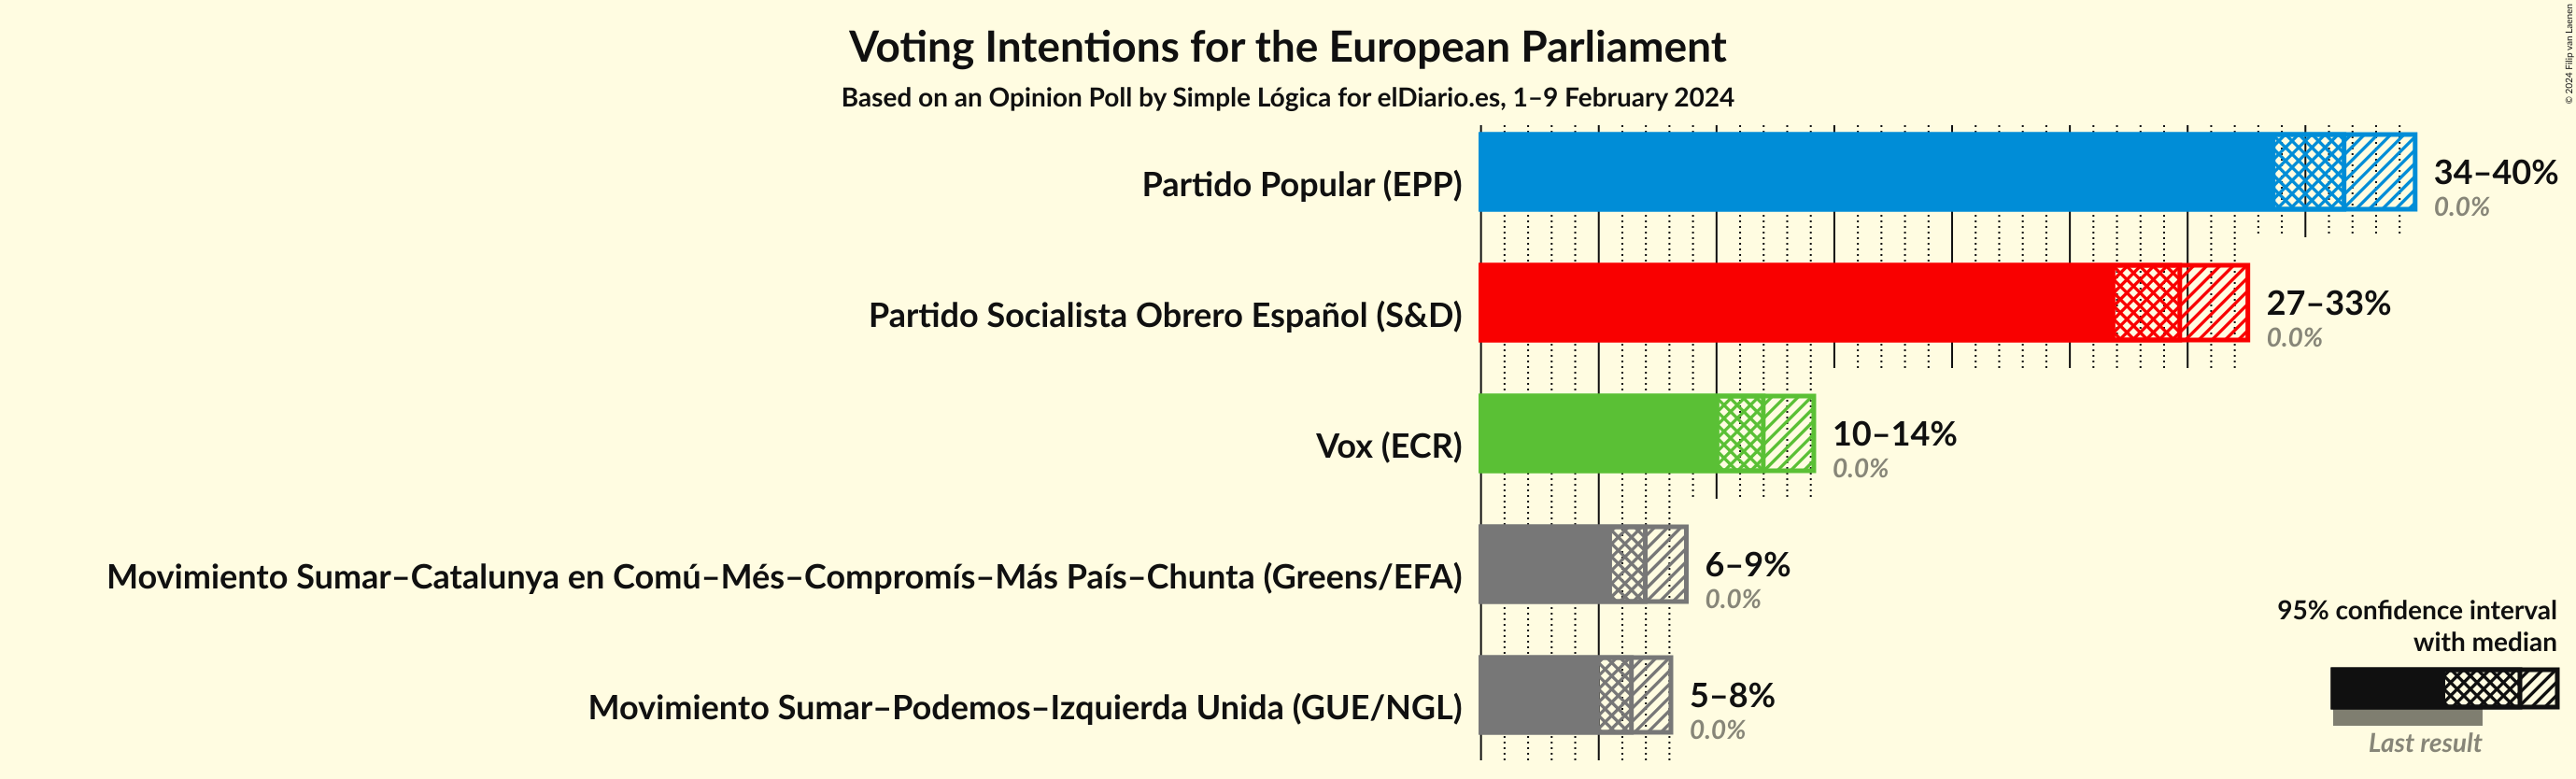 Voting Intentions for the European Parliament
Based on an Opinion Poll by Simple Lógica for elDiario.es, 1–9 February 2024
© 2024 Filip van Laenen
Partido Popular (EPP)
34–40%
0.0%
Partido Socialista Obrero Español (S&D)
27–33%
0.0%
Vox (ECR)
10–14%
0.0%
Movimiento Sumar–Catalunya en Comú–Més–Compromís–Más País–Chunta (Greens/EFA)
6–9%
0.0%
Movimiento Sumar–Podemos–Izquierda Unida (GUE/NGL)
5–8%
0.0%
95% confidence interval
with median
Last result